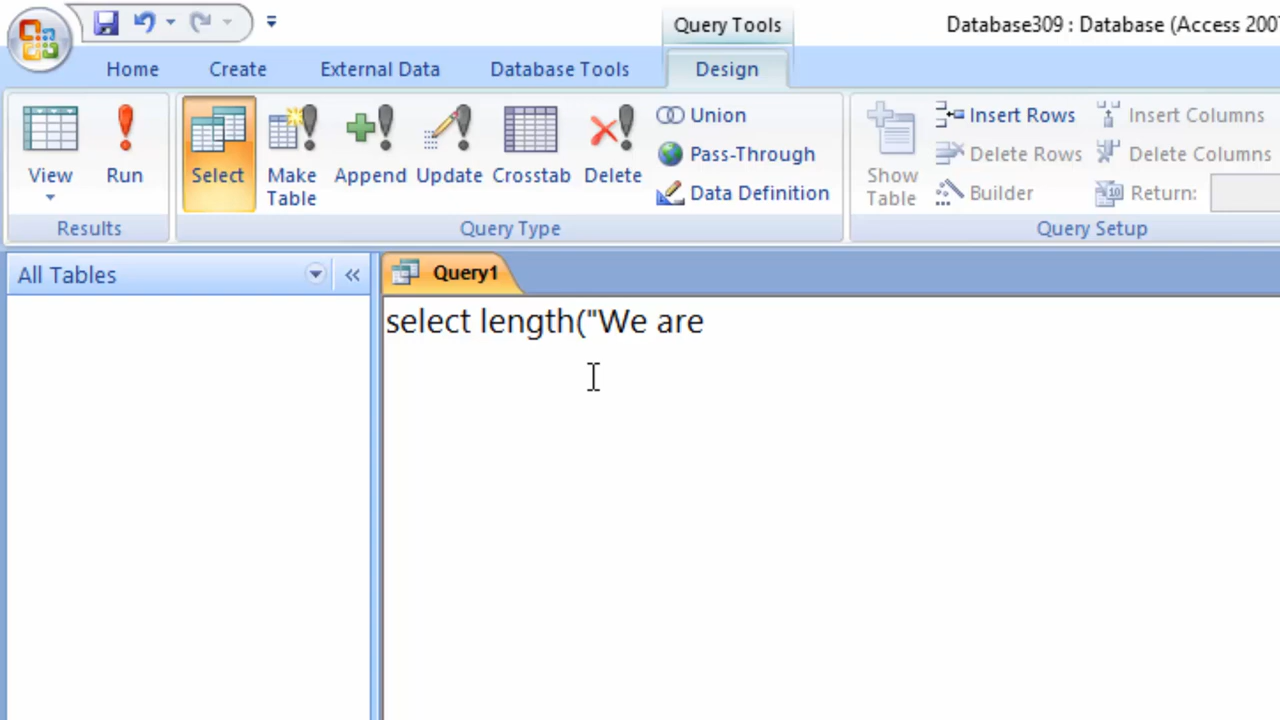 Query Tools
Database309 : Database (Access 200
Home
Create
External Data
Database Tools
Design
View
Run
Select
Make Table
Append
Update
Crosstab
Delete
Union
Pass-Through
Data Definition
Show Table
Insert Rows
Delete Rows
Builder
Insert Columns
Delete Columns
Return:
Results
Query Type
Query Setup
All Tables
Query1
select length("We are